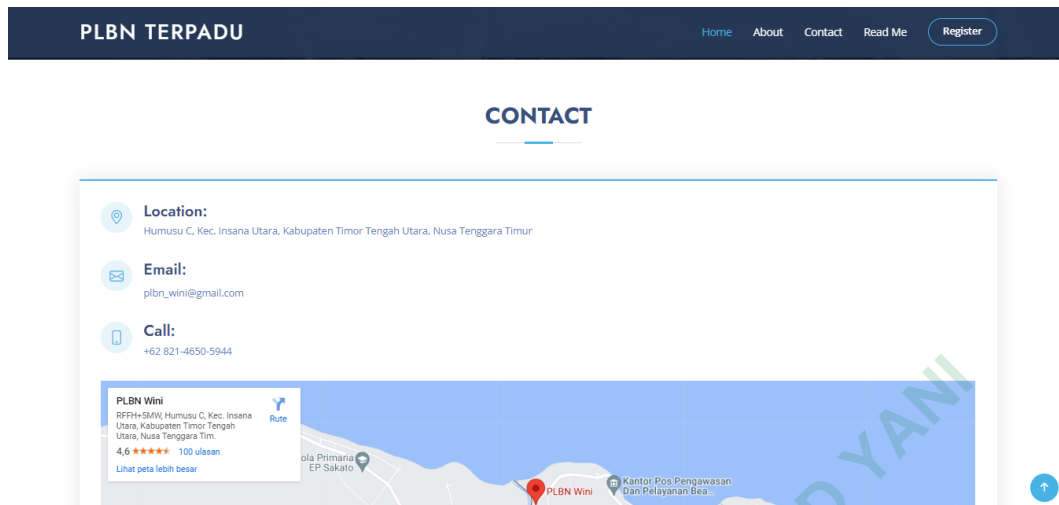 PLBN TERPADU
Home About Contact Read Me Register
CONTACT
Location:
Humusu C, Kec. Insana Utara, Kabupaten Timor Tengah Utara, Nusa Tenggara Timur
Email:
plbn_wini@gmail.com
Call:
+62 821-4650-5944
PLBN Wini
RFFH+5MW, Humusu C, Kec. Insana
Utara, Kabupaten Timor Tengah
Utara, Nusa Tenggara Tim.
Rute
4,6 100 ulasan
Lihat peta lebih besar
ola Primaria
EP Sakato
PLBN Wini
Kantor Pos Pengawasan
Dan Pelayanan Bea...
D YANI